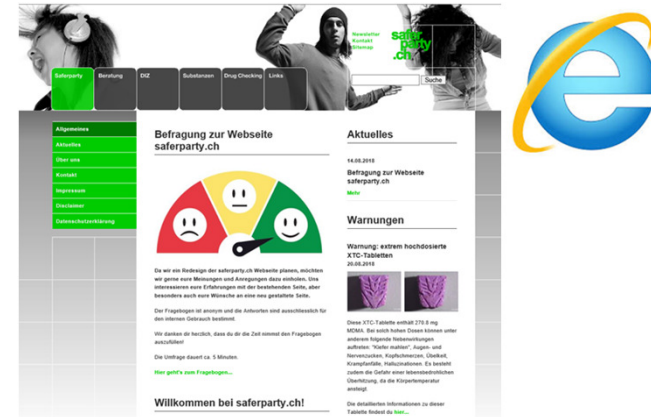 Newsletter
Kontakt
Sitemap
safer
party
.ch
Saferparty
Beratung
DIZ
Substanzen
Drug Checking
Links
Suche
Allgemeines
Aktuelles
Über uns
Kontakt
Impressum
Disclaimer
Datenschutzerklärung
Befragung zur Webseite
saferparty.ch
Da wir ein Redesign der saferparty.ch Webseite planen, möchten
wir gerne eure Meinungen und Anregungen dazu einholen. Uns
interessieren eure Erfahrungen mit der bestehenden Seite, aber
besonders auch eure Wünsche an eine neu gestaltete Seite.
Der Fragebogen ist anonym und die Antworten sind ausschliesslich für
den internen Gebrauch bestimmt.
Wir danken dir herzlich, dass du dir die Zeit nimmst den Fragebogen
auszufüllen!
Die Umfrage dauert ca. 5 Minuten.
Hier geht's zum Fragebogen...
Willkommen bei saferparty.ch!
Aktuelles
14.08.2018
Befragung zur Webseite
saferparty.ch
Mehr
Warnungen
Warnung: extrem hochdosierte
XTC-Tabletten
20.08.2018
Diese XTC-Tablette enthält 270.6 mg
MDMA. Bei solch hohen Dosen können unter
anderem folgende Nebenwirkungen
auftreten: "Kiefer mahlen", Augen- und
Nervenzucken, Kopfschmerzen, Übelkeit,
Krampfanfälle, Halluzinationen. Es besteht
zudem die Gefahr einer lebensbedrohlichen
Überhitzung, da die Körpertemperatur
ansteigt.
Die detaillierten Informationen zu dieser
Tablette findest du hier...